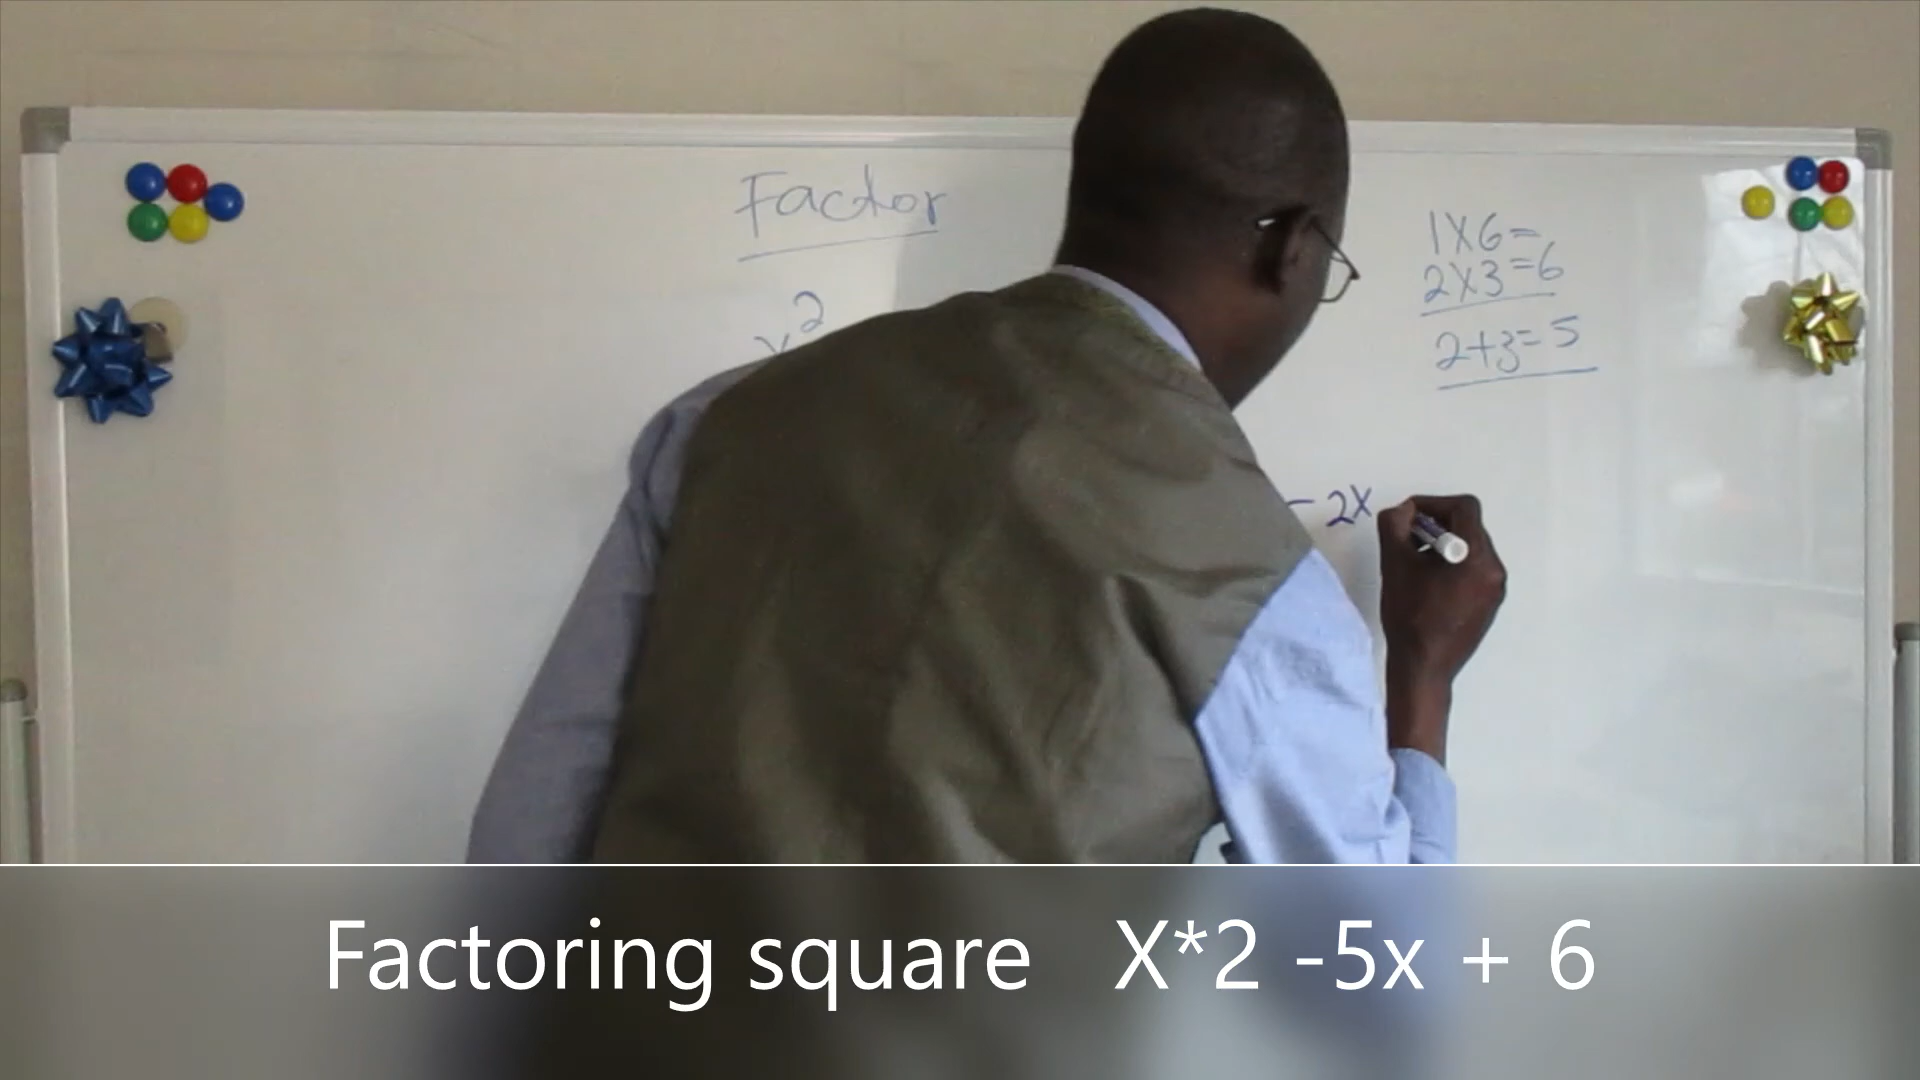 Factor
x²
1X6=
2X3=6
2+3=5
- 2X
Factoring square X*2 -5x + 6